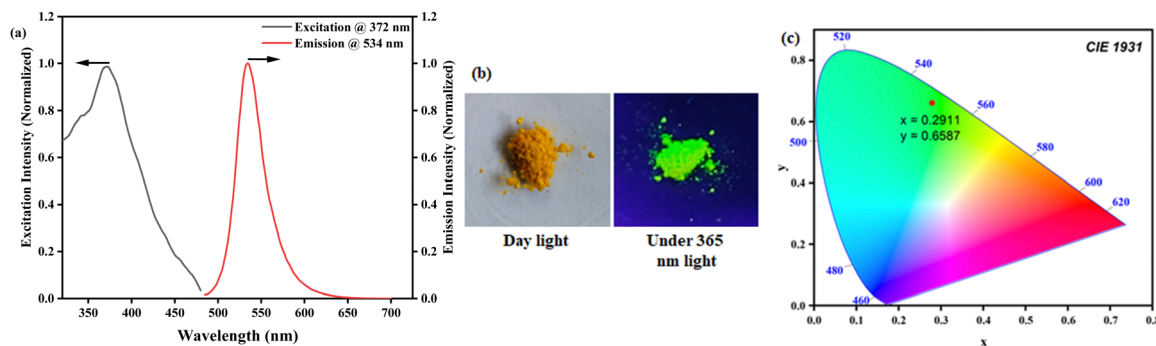 (a)
Excitation @ 372 nm
Emission @ 534 nm
Excitation Intensity (Normalized)
1.2
1.0
0.8
0.6
0.4
0.2
0.0
350 400 450 500 550 600 650 700
Wavelength (nm)
1.2
1.0
0.8
0.6
0.4
0.2
0.0
Emission Intensity (Normalized)
(b)
Day light
Under 365
nm light
(c)
CIE 1931
y
0.8
0.6
0.4
0.2
0.0
0.0 0.1 0.2 0.3 0.4 0.5 0.6 0.7 0.8
x
520
540
560
580
600
620
500
480
460
x = 0.2911
y = 0.6587